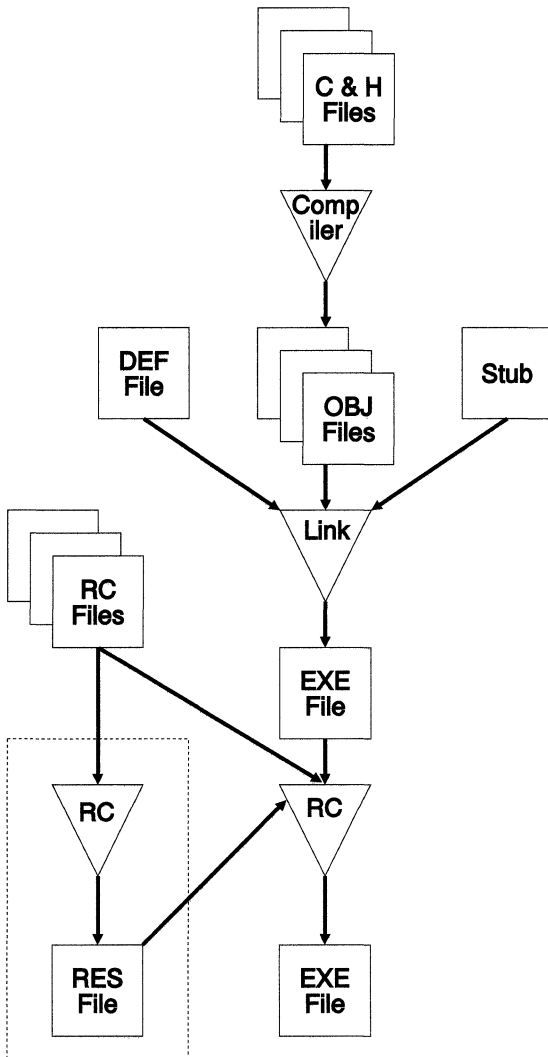 C & H
Files
Comp
iler
DEF
File
OBJ
Files
Stub
Link
RC
Files
EXE
File
RC
RC
RES
File
EXE
File